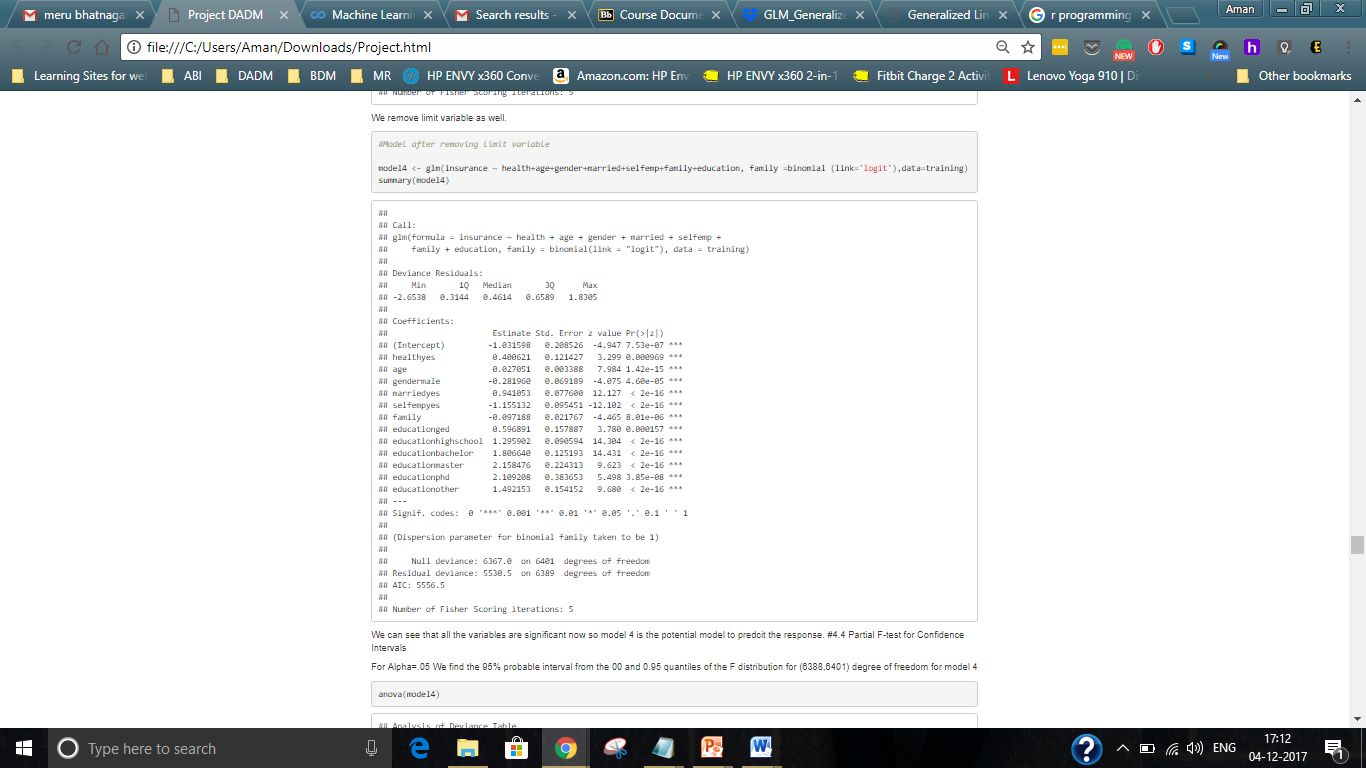 meru bhatnaga
Project DADM
Machine Learni
Search results -
Course Docume
GLM_Generaliz
Generalized Lin
r programming
Aman
file:///C:/Users/Aman/Downloads/Project.html
NEW
New
Learning Sites for we
ABI
DADM
BDM
MR
HP ENVY x360 Conve
Amazon.com: HP Env
HP ENVY x360 2-in-1
Fitbit Charge 2 Activi
Lenovo Yoga 910 | Di
Other bookmarks
## Number of Fisher Scoring iterations: 5
We remove limit variable as well.
#Model after removing Limit variable
model4 <- glm(insurance ~ health+age+gender+married+selfemp+family+education, family =binomial (link='logit'),data=training)
summary(model4)
##
## Call:
## glm(formula = insurance ~ health + age + gender + married + selfemp +
## family + education, family = binomial(link = "logit"), data = training)
##
## Deviance Residuals:
## Min 1Q Median 3Q Max
## -2.6538 0.3144 0.4614 0.6589 1.8305
##
## Coefficients:
## Estimate Std. Error z value Pr(>|z|)
## (Intercept) -1.031598 0.208526 -4.947 7.53e-07 ***
## healthyes 0.400621 0.121427 3.299 0.000969 ***
## age 0.027051 0.003388 7.984 1.42e-15 ***
## gendermale -0.281960 0.069189 -4.075 4.60e-05 ***
## marriedyes 0.941053 0.077600 12.127 < 2e-16 ***
## selfempyes -1.155132 0.095451 -12.102 < 2e-16 ***
## family -0.097188 0.021767 -4.465 8.01e-06 ***
## educationged 0.596891 0.157887 3.780 0.000157 ***
## educationhighschool 1.295902 0.090594 14.304 < 2e-16 ***
## educationbachelor 1.806640 0.125193 14.431 < 2e-16 ***
## educationmaster 2.158476 0.224313 9.623 < 2e-16 ***
## educationphd 2.109208 0.383653 5.498 3.85e-08 ***
## educationother 1.492153 0.154152 9.680 < 2e-16 ***
## ---
## Signif. codes: 0 '***' 0.001 '**' 0.01 '*' 0.05 '.' 0.1 ' ' 1
##
## (Dispersion parameter for binomial family taken to be 1)
##
## Null deviance: 6367.0 on 6401 degrees of freedom
## Residual deviance: 5530.5 on 6389 degrees of freedom
## AIC: 5556.5
##
## Number of Fisher Scoring iterations: 5
We can see that all the variables are significant now so model 4 is the potential model to predcit the response. #4.4 Partial F-test for Confidence
Intervals
For Alpha=.05 We find the 95% probable interval from the 00 and 0.95 quantiles of the F distribution for (6388,6401) degree of freedom for model 4
anova(model4)
## Analysis of Deviance Table
Type here to search
ENG
17:12
04-12-2017
1